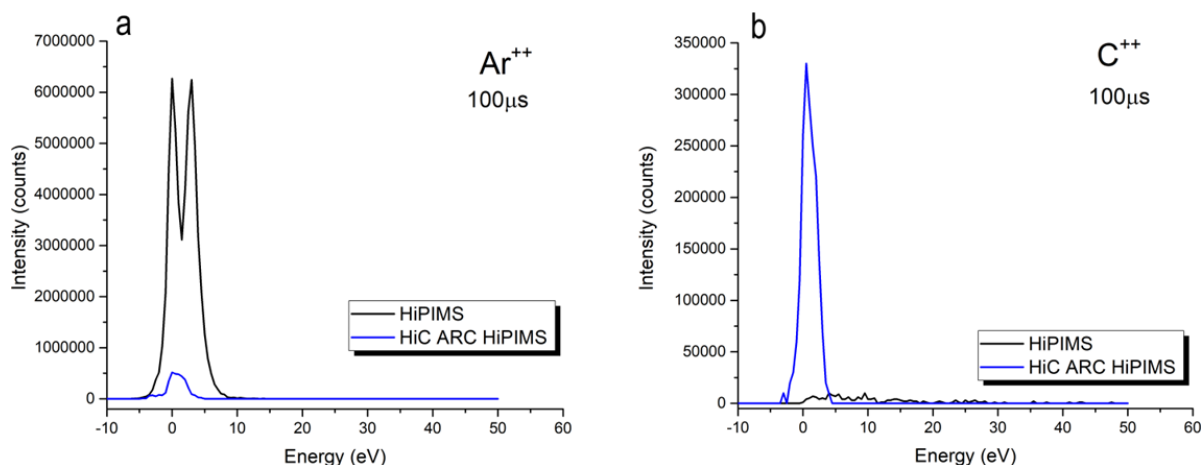 a
Ar++
100μs
7000000
6000000
5000000
4000000
3000000
2000000
1000000
0
Intensity (counts)
HiPIMS
HiC ARC HiPIMS
-10 0 10 20 30 40 50 60
Energy (eV)
b
C++
100μs
350000
300000
250000
200000
150000
100000
50000
0
Intensity (counts)
HiPIMS
HiC ARC HiPIMS
-10 0 10 20 30 40 50 60
Energy (eV)